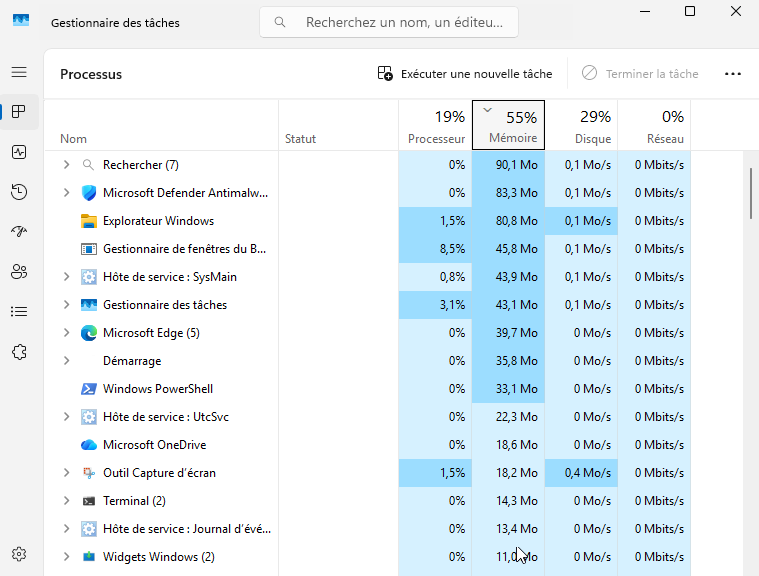 Gestionnaire des tâches
Recherchez un nom, un éditeu...
Processus
Exécuter une nouvelle tâche
Terminer la tâche
19% 55% 29% 0%
Nom Statut Processeur Mémoire Disque Réseau
Rechercher (7) 0% 90,1 Mo 0,1 Mo/s 0 Mbits/s
Microsoft Defender Antimalw... 0% 83,3 Mo 0,1 Mo/s 0 Mbits/s
Explorateur Windows 1,5% 80,8 Mo 0,1 Mo/s 0 Mbits/s
Gestionnaire de fenêtres du B... 8,5% 45,8 Mo 0,1 Mo/s 0 Mbits/s
Hôte de service : SysMain 0,8% 43,9 Mo 0,1 Mo/s 0 Mbits/s
Gestionnaire des tâches 3,1% 43,1 Mo 0,1 Mo/s 0 Mbits/s
Microsoft Edge (5) 0% 39,7 Mo 0 Mo/s 0 Mbits/s
Démarrage 0% 35,8 Mo 0 Mo/s 0 Mbits/s
Windows PowerShell 0% 33,1 Mo 0 Mo/s 0 Mbits/s
Hôte de service : UtcSvc 0% 22,3 Mo 0 Mo/s 0 Mbits/s
Microsoft OneDrive 0% 18,6 Mo 0 Mo/s 0 Mbits/s
Outil Capture d’écran 1,5% 18,2 Mo 0,4 Mo/s 0 Mbits/s
Terminal (2) 0% 14,3 Mo 0 Mo/s 0 Mbits/s
Hôte de service : Journal d’évé... 0% 13,4 Mo 0 Mo/s 0 Mbits/s
Widgets Windows (2) 0% Mo 0 Mo/s 0 Mbits/s